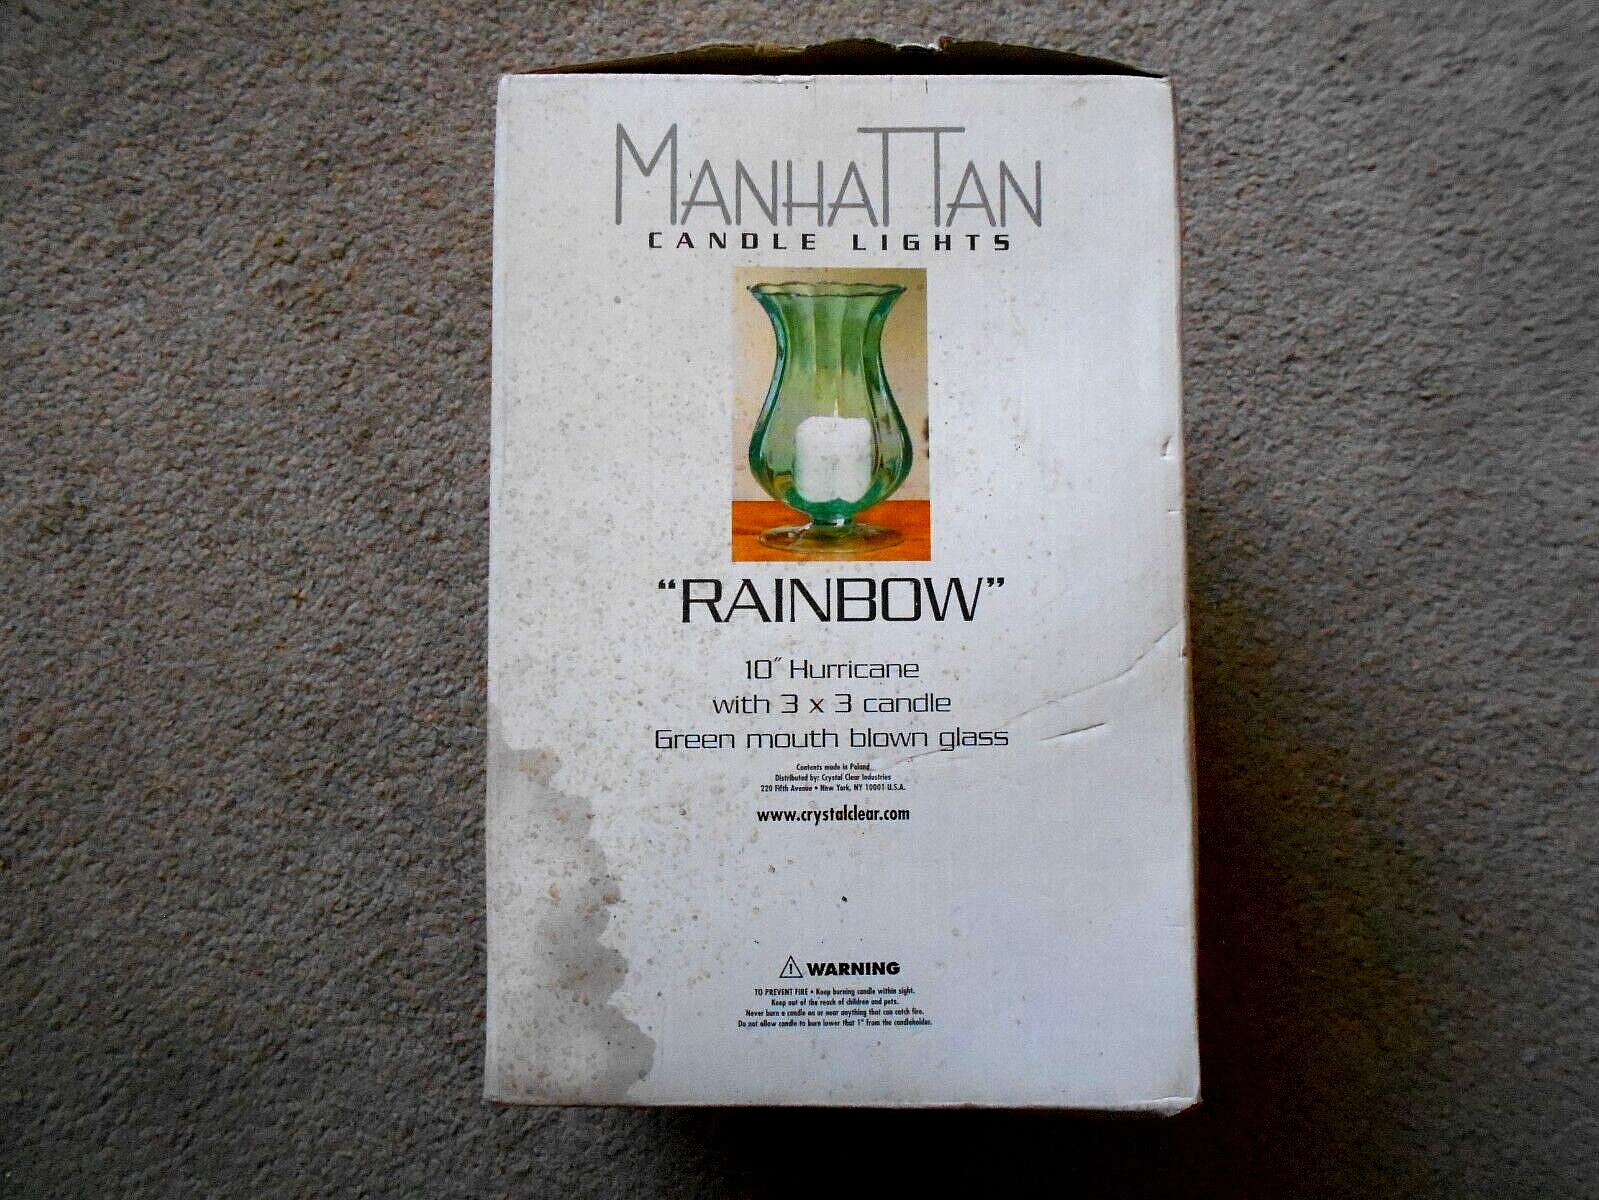 MANHATTAN
CANDLE LIGHTS
“RAINBOW”
10″ Hurricane
with 3 x 3 candle
Green mouth blown glass
Contents made in Poland
Distributed by: Crystal Clear Industries
220 Fifth Avenue • New York, NY 10001 U.S.A.
www.crystalclear.com
⚠ WARNING
TO PREVENT FIRE • Keep burning candle within sight.
Keep out of the reach of children and pets.
Never burn a candle on or near anything that can catch fire.
Do not allow candle to burn lower that 1" from the candleholder.